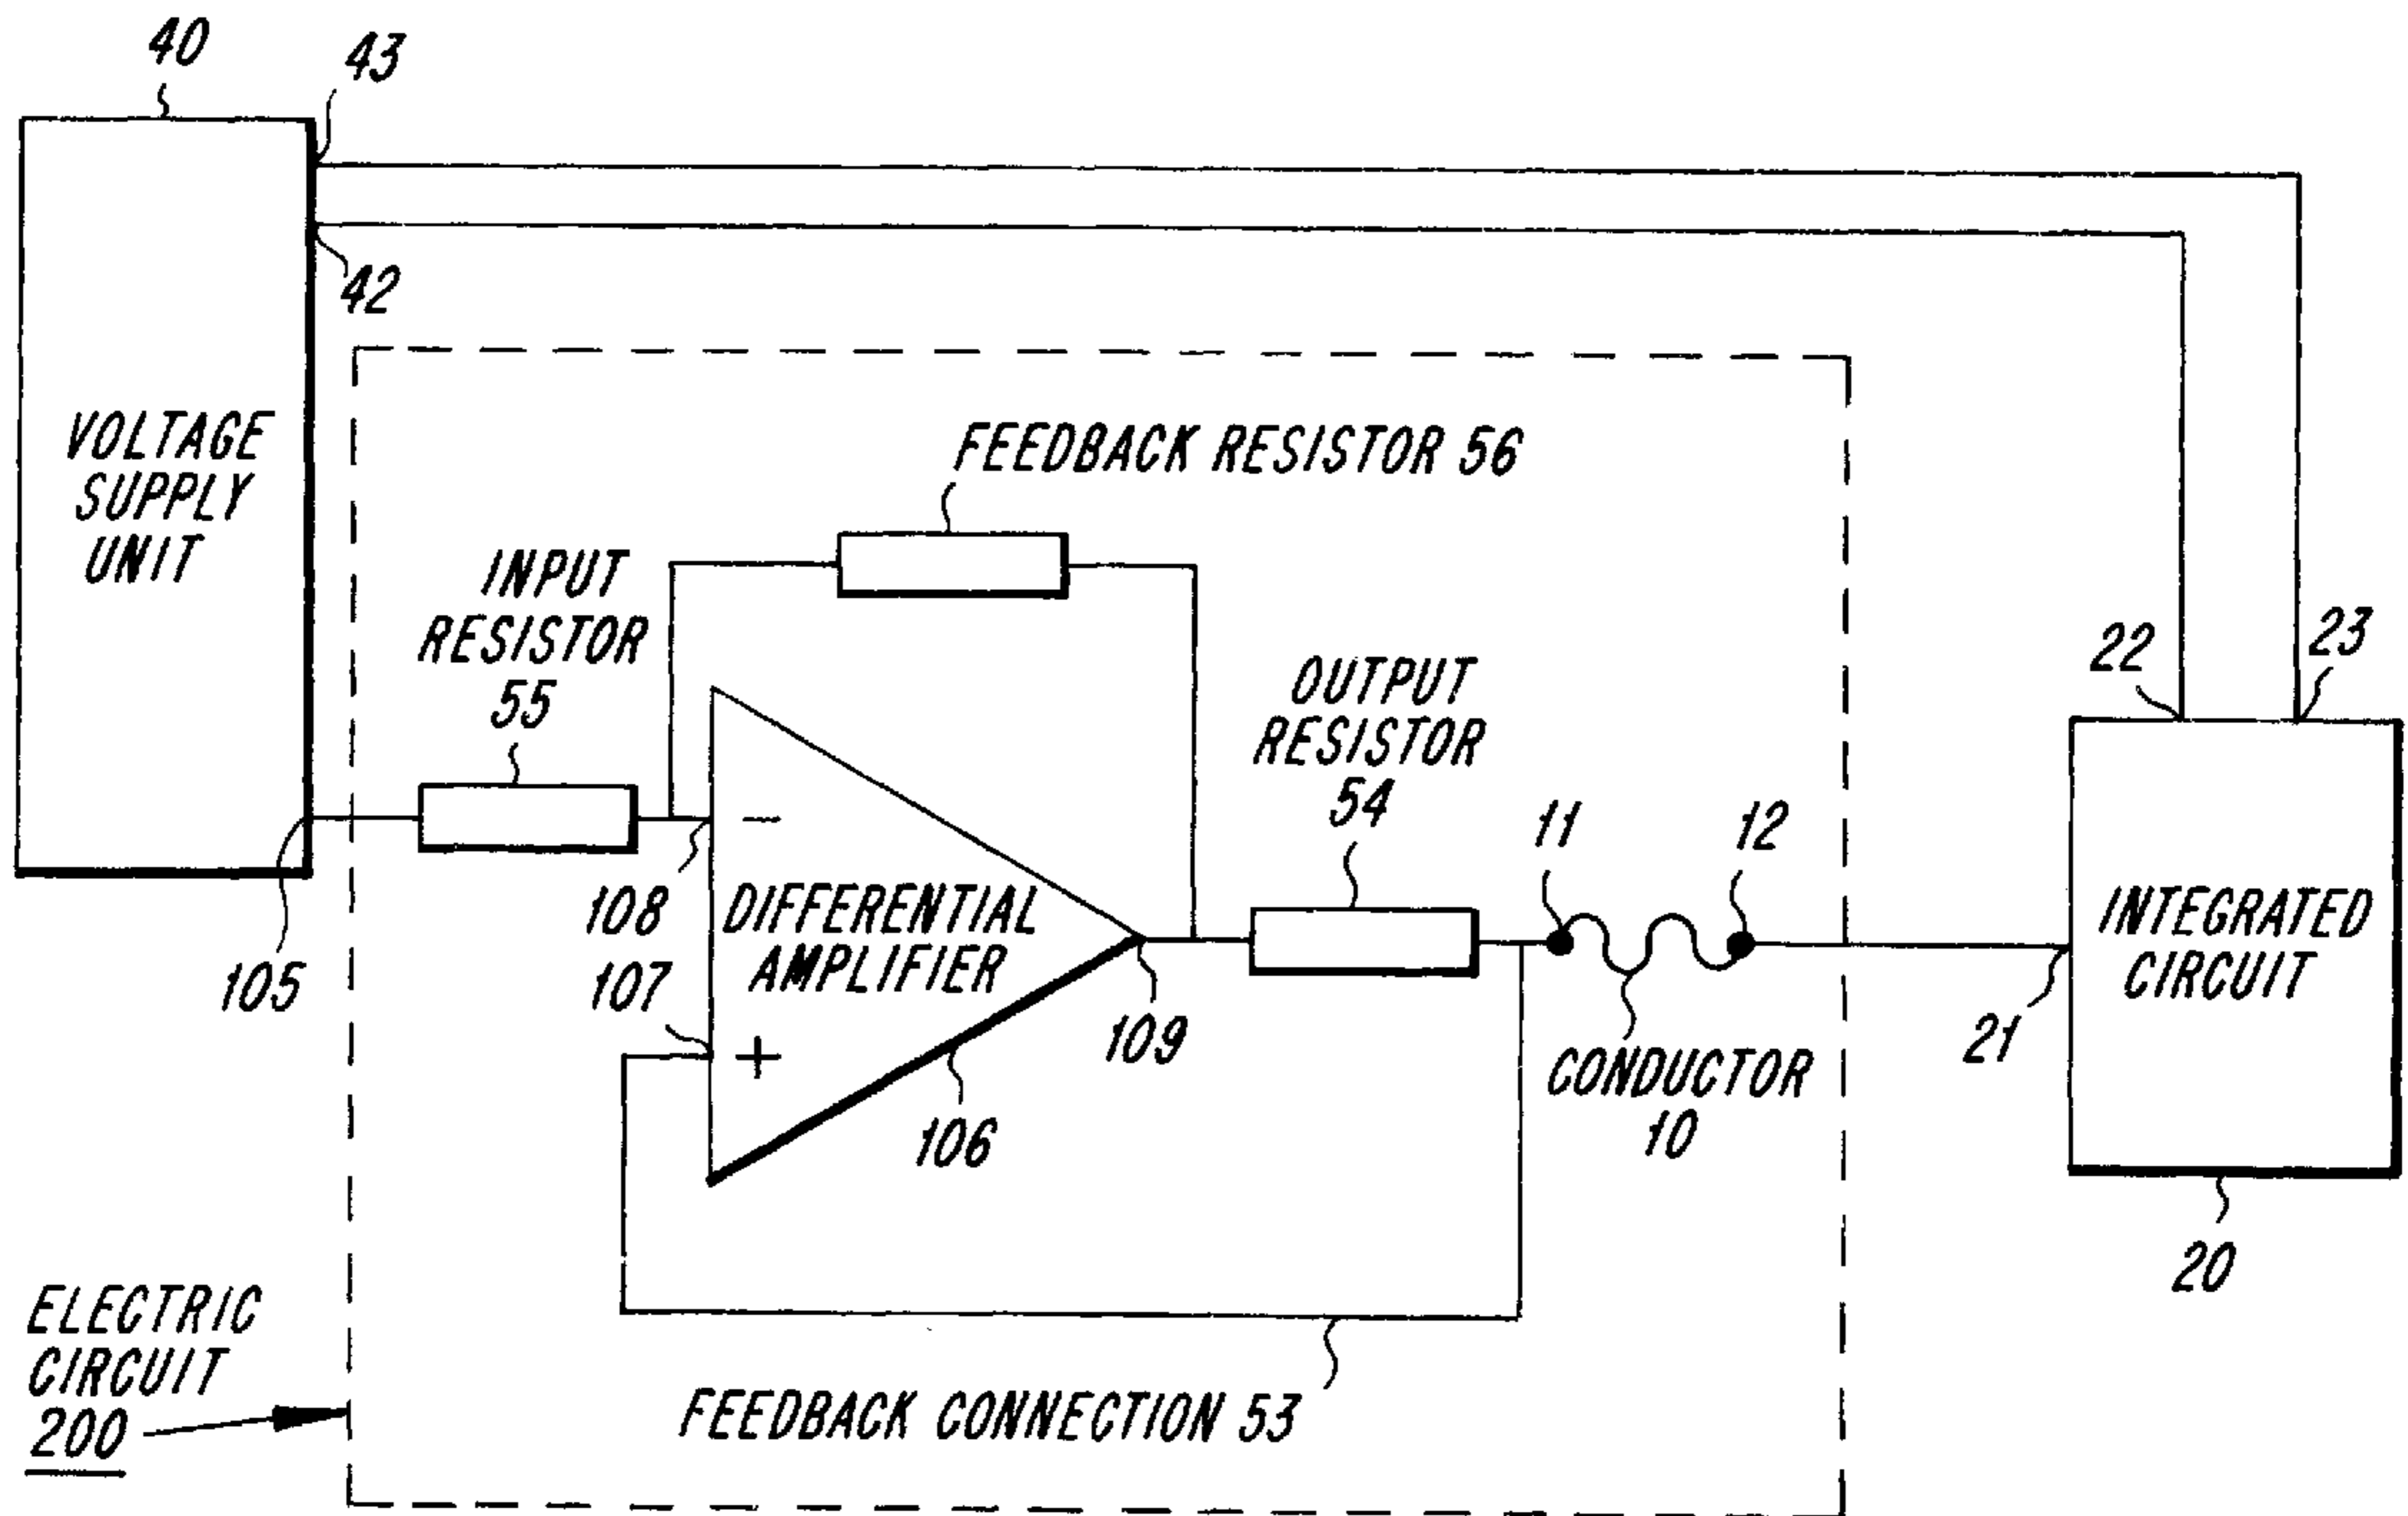 40
43
42
VOLTAGE
SUPPLY
UNIT
FEEDBACK RESISTOR 56
INPUT
RESISTOR
55
22
23
OUTPUT
RESISTOR
54
11
12
-
108
DIFFERENTIAL
AMPLIFIER
INTEGRATED
CIRCUIT
105
107
+
109
21
CONDUCTOR
10
106
20
ELECTRIC
CIRCUIT
200
FEEDBACK CONNECTION 53